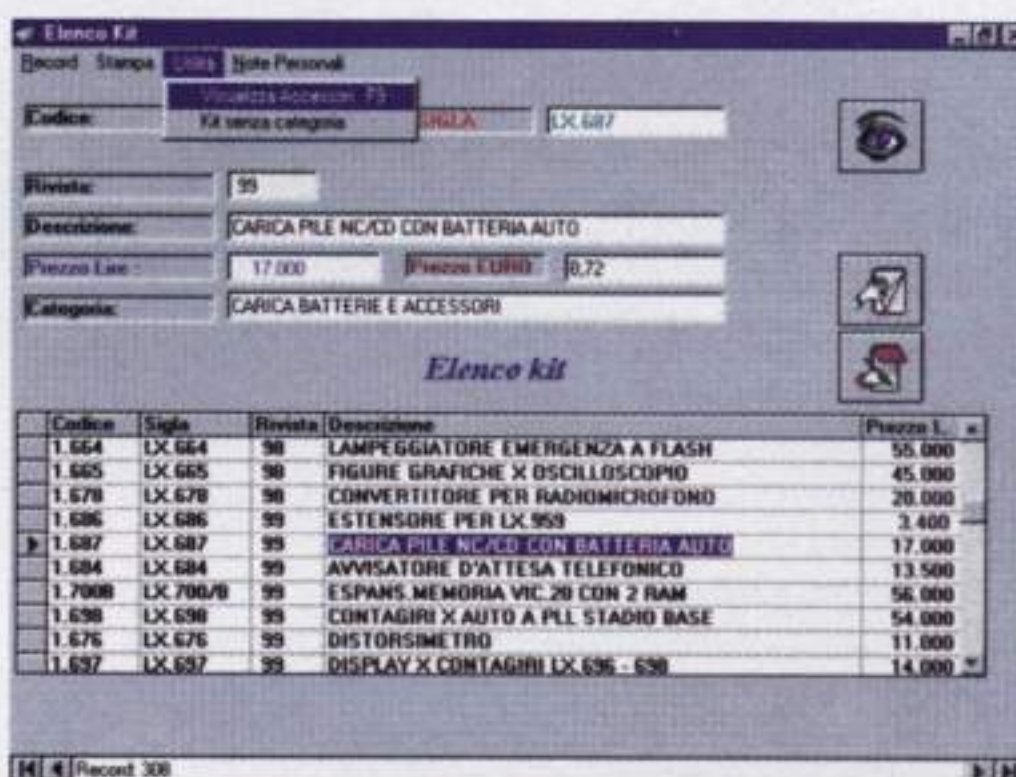 Elenco Kit
Record Stampa Utility Note Personali
Visualizza Accessori F9
Kit senza categoria
Codice: SIGLA LX.687
Rivista: 99
Descrizione: CARICA PILE NC/CD CON BATTERIA AUTO
Prezzo Lire : 17.000 Prezzo EURO 8,72
Categoria: CARICA BATTERIE E ACCESSORI
Elenco kit
Codice Sigla Rivista Descrizione Prezzo L.
1.664 LX.664 98 LAMPEGGIATORE EMERGENZA A FLASH 55.000
1.665 LX.665 98 FIGURE GRAFICHE X OSCILLOSCOPIO 45.000
1.678 LX.678 98 CONVERTITORE PER RADIOMICROFONO 20.000
1.686 LX.686 99 ESTENSORE PER LX.959 3.400
1.687 LX.687 99 CARICA PILE NC/CD CON BATTERIA AUTO 17.000
1.684 LX.684 99 AVVISATORE D'ATTESA TELEFONICO 13.500
1.700B LX.700/B 99 ESPANS.MEMORIA VIC.20 CON 2 RAM 56.000
1.698 LX.698 99 CONTAGIRI X AUTO A PLL STADIO BASE 54.000
1.676 LX.676 99 DISTORSIMETRO 11.000
1.697 LX.697 99 DISPLAY X CONTAGIRI LX.696 - 698 14.000
Record: 308